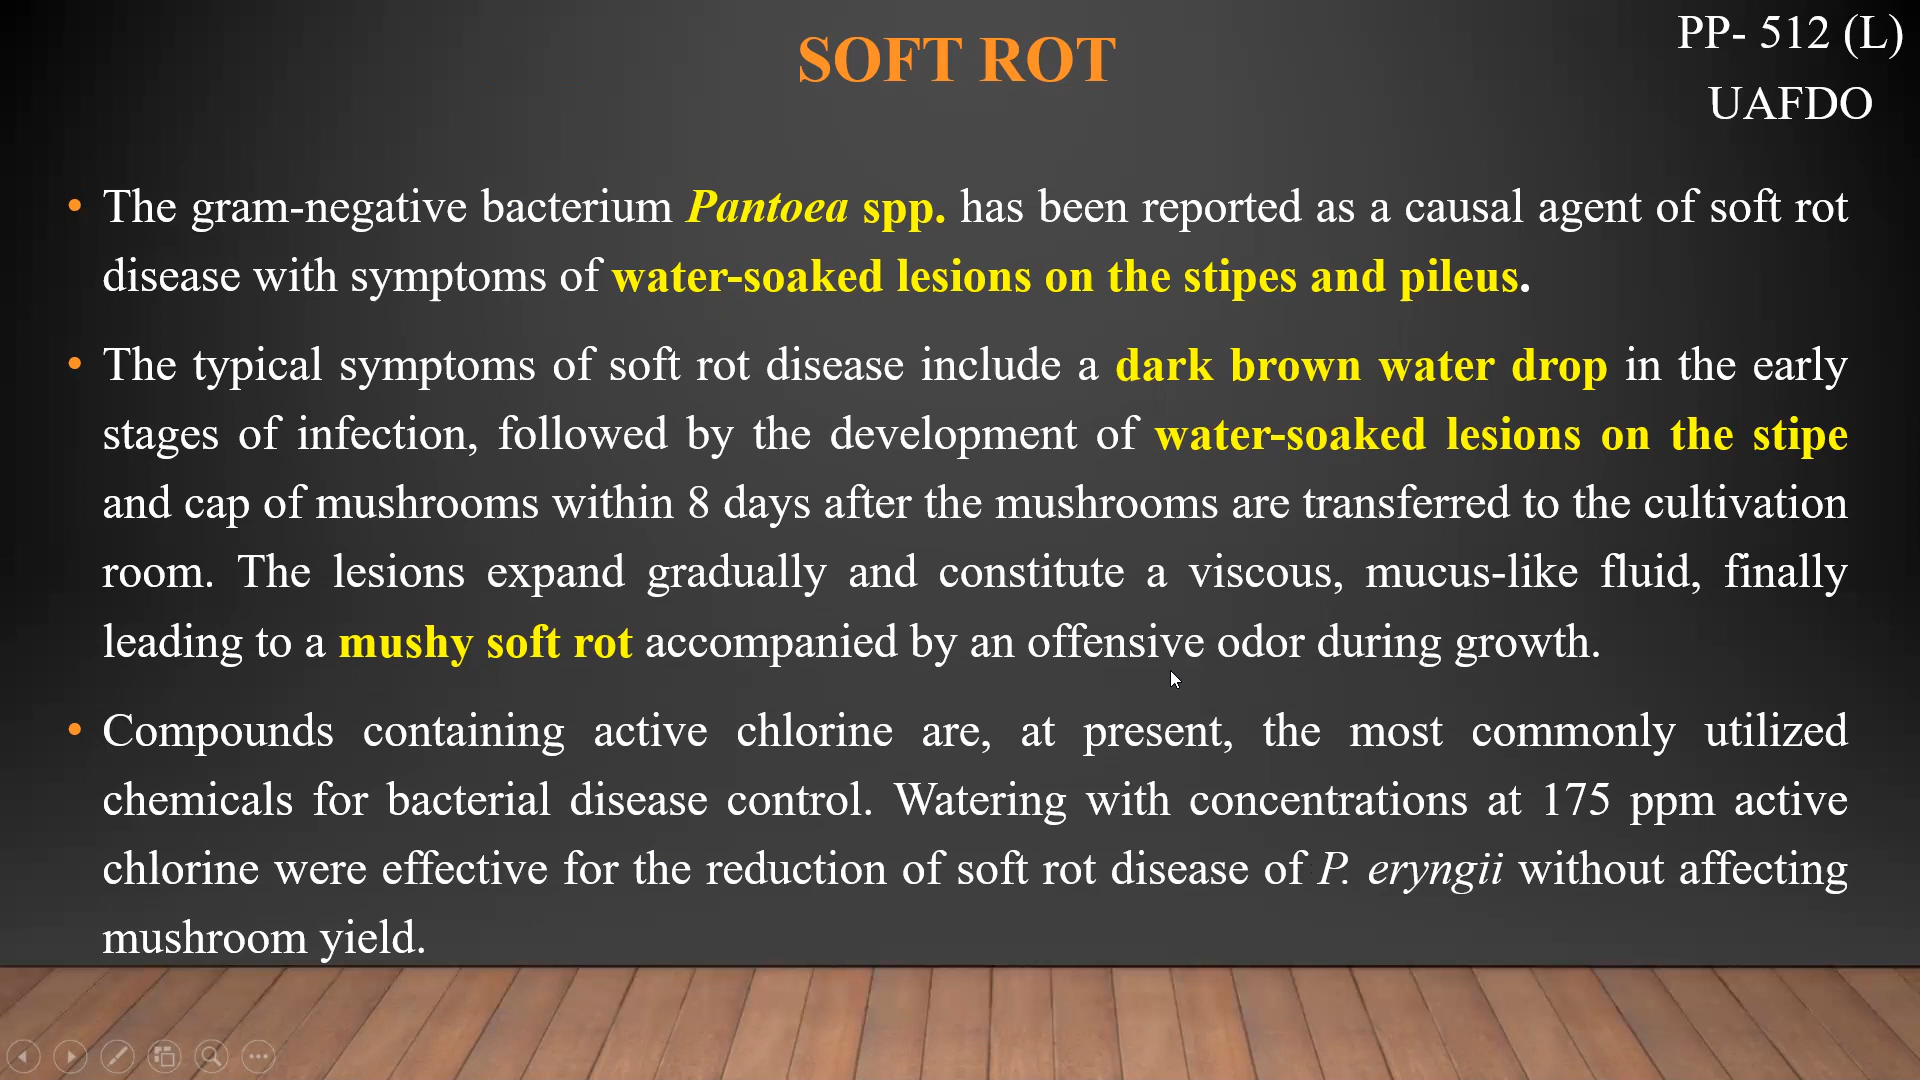 SOFT ROT
PP- 512 (L)
UAFDO
• The gram-negative bacterium Pantoea spp. has been reported as a causal agent of soft rot
disease with symptoms of water-soaked lesions on the stipes and pileus.
• The typical symptoms of soft rot disease include a dark brown water drop in the early
stages of infection, followed by the development of water-soaked lesions on the stipe
and cap of mushrooms within 8 days after the mushrooms are transferred to the cultivation
room. The lesions expand gradually and constitute a viscous, mucus-like fluid, finally
leading to a mushy soft rot accompanied by an offensive odor during growth.
• Compounds containing active chlorine are, at present, the most commonly utilized
chemicals for bacterial disease control. Watering with concentrations at 175 ppm active
chlorine were effective for the reduction of soft rot disease of P. eryngii without affecting
mushroom yield.